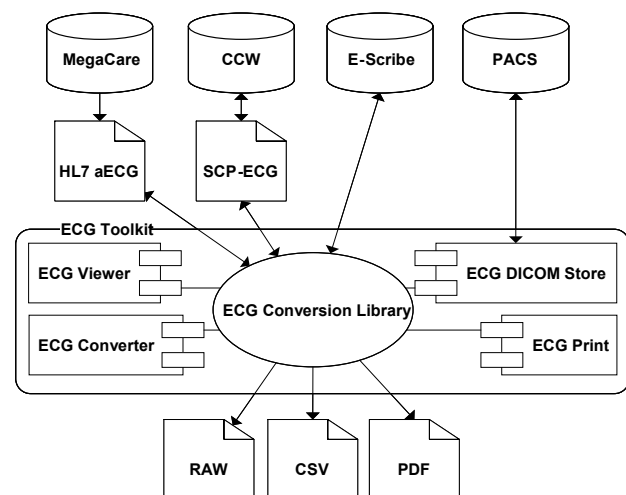 MegaCare
CCW
E-Scribe
PACS
HL7 aECG
SCP-ECG
ECG Toolkit
ECG Viewer
ECG DICOM Store
ECG Conversion Library
ECG Converter
ECG Print
RAW
CSV
PDF